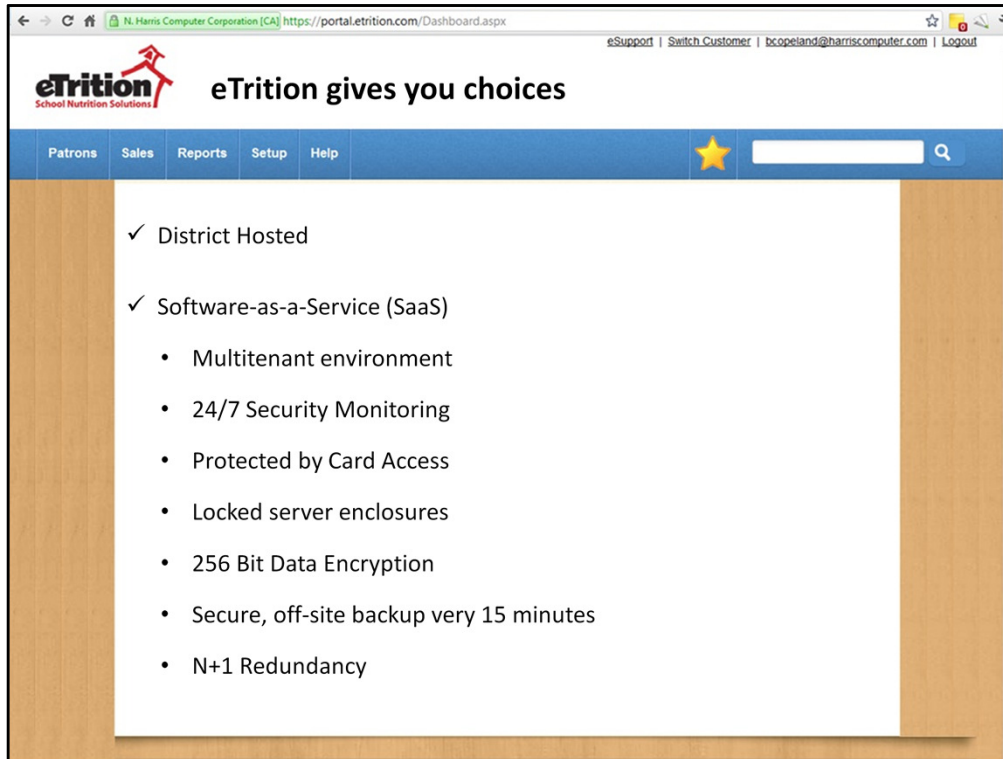 N. Harris Computer Corporation [CA] https://portal.etrition.com/Dashboard.aspx
0
eSupport | Switch Customer | bcopeland@harriscomputer.com | Logout
eTrition
School Nutrition Solutions
eTrition gives you choices
Patrons Sales Reports Setup Help
✓ District Hosted
✓ Software-as-a-Service (SaaS)
• Multitenant environment
• 24/7 Security Monitoring
• Protected by Card Access
• Locked server enclosures
• 256 Bit Data Encryption
• Secure, off-site backup very 15 minutes
• N+1 Redundancy